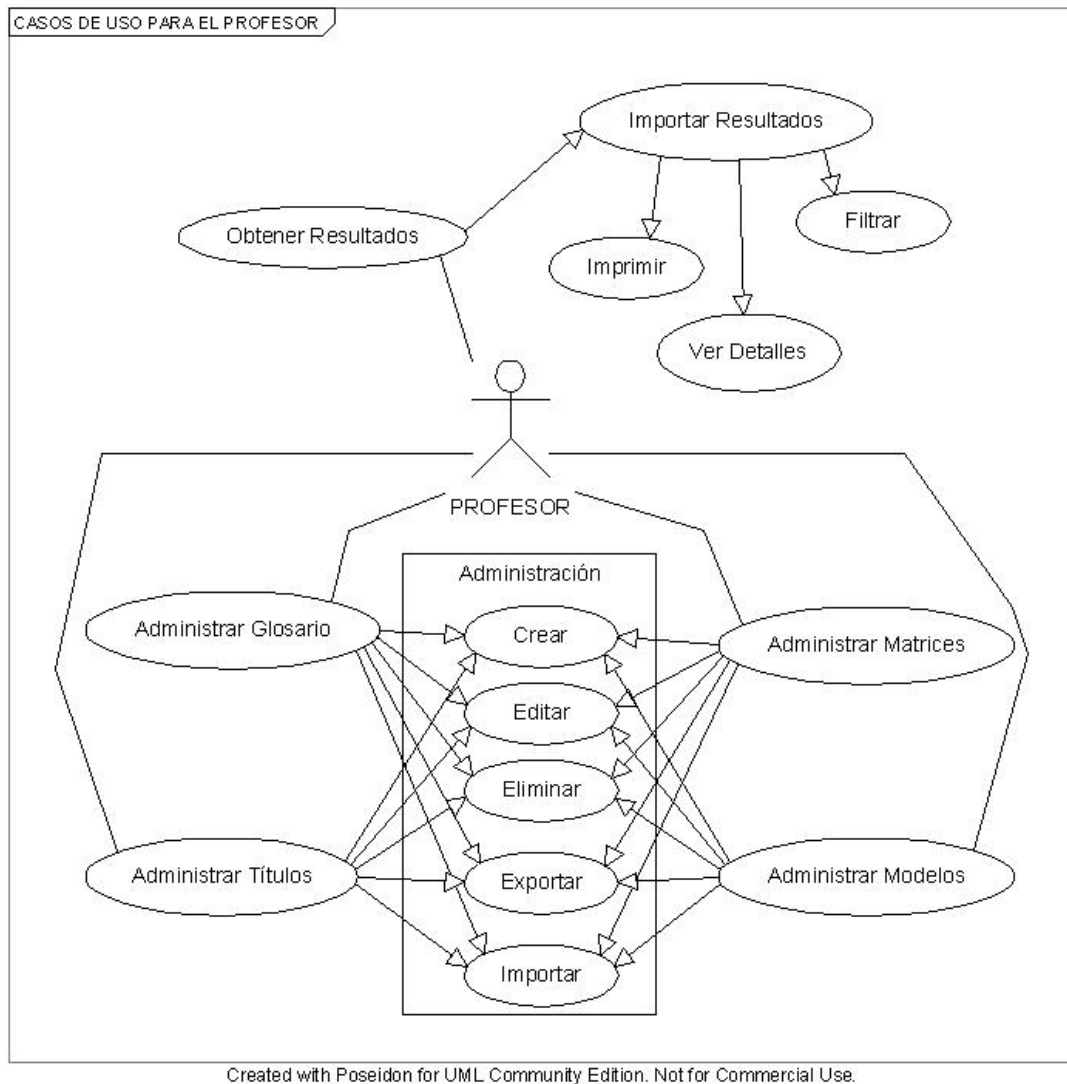 CASOS DE USO PARA EL PROFESOR
Importar Resultados
Obtener Resultados
Filtrar
Imprimir
Ver Detalles
PROFESOR
Administración
Administrar Glosario
Crear
Administrar Matrices
Editar
Eliminar
Administrar Títulos
Exportar
Administrar Modelos
Importar
Created with Poseidon for UML Community Edition. Not for Commercial Use.